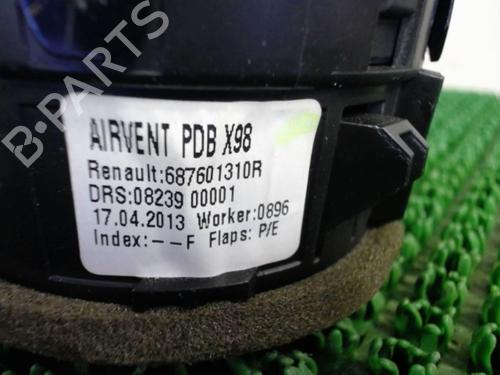 AIRVENT PDB X98
Renault:687601310R
DRS:08239 00001
17.04.2013 Worker:0896
Index:--F Flaps: P/E
B-PARTS